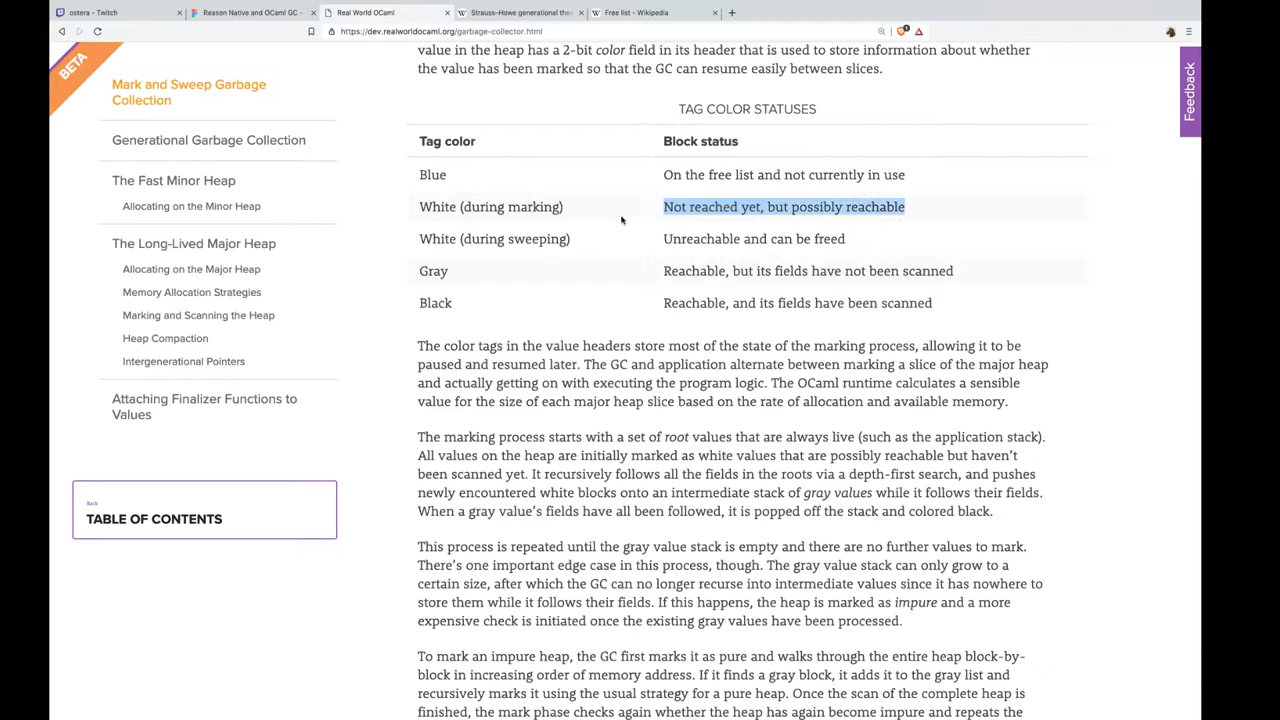 ostera - Twitch
Reason Native and OCaml GC -
Real World OCaml
Strauss–Howe generational the
Free list - Wikipedia
https://dev.realworldocaml.org/garbage-collector.html
BETA
Feedback
Mark and Sweep Garbage
Collection
Generational Garbage Collection
The Fast Minor Heap
Allocating on the Minor Heap
The Long-Lived Major Heap
Allocating on the Major Heap
Memory Allocation Strategies
Marking and Scanning the Heap
Heap Compaction
Intergenerational Pointers
Attaching Finalizer Functions to
Values
Back
TABLE OF CONTENTS
value in the heap has a 2-bit color field in its header that is used to store information about whether
the value has been marked so that the GC can resume easily between slices.
TAG COLOR STATUSES
Tag color Block status
Blue On the free list and not currently in use
White (during marking) Not reached yet, but possibly reachable
White (during sweeping) Unreachable and can be freed
Gray Reachable, but its fields have not been scanned
Black Reachable, and its fields have been scanned
The color tags in the value headers store most of the state of the marking process, allowing it to be
paused and resumed later. The GC and application alternate between marking a slice of the major heap
and actually getting on with executing the program logic. The OCaml runtime calculates a sensible
value for the size of each major heap slice based on the rate of allocation and available memory.
The marking process starts with a set of root values that are always live (such as the application stack).
All values on the heap are initially marked as white values that are possibly reachable but haven't
been scanned yet. It recursively follows all the fields in the roots via a depth-first search, and pushes
newly encountered white blocks onto an intermediate stack of gray values while it follows their fields.
When a gray value's fields have all been followed, it is popped off the stack and colored black.
This process is repeated until the gray value stack is empty and there are no further values to mark.
There's one important edge case in this process, though. The gray value stack can only grow to a
certain size, after which the GC can no longer recurse into intermediate values since it has nowhere to
store them while it follows their fields. If this happens, the heap is marked as impure and a more
expensive check is initiated once the existing gray values have been processed.
To mark an impure heap, the GC first marks it as pure and walks through the entire heap block-by-
block in increasing order of memory address. If it finds a gray block, it adds it to the gray list and
recursively marks it using the usual strategy for a pure heap. Once the scan of the complete heap is
finished, the mark phase checks again whether the heap has again become impure and repeats the